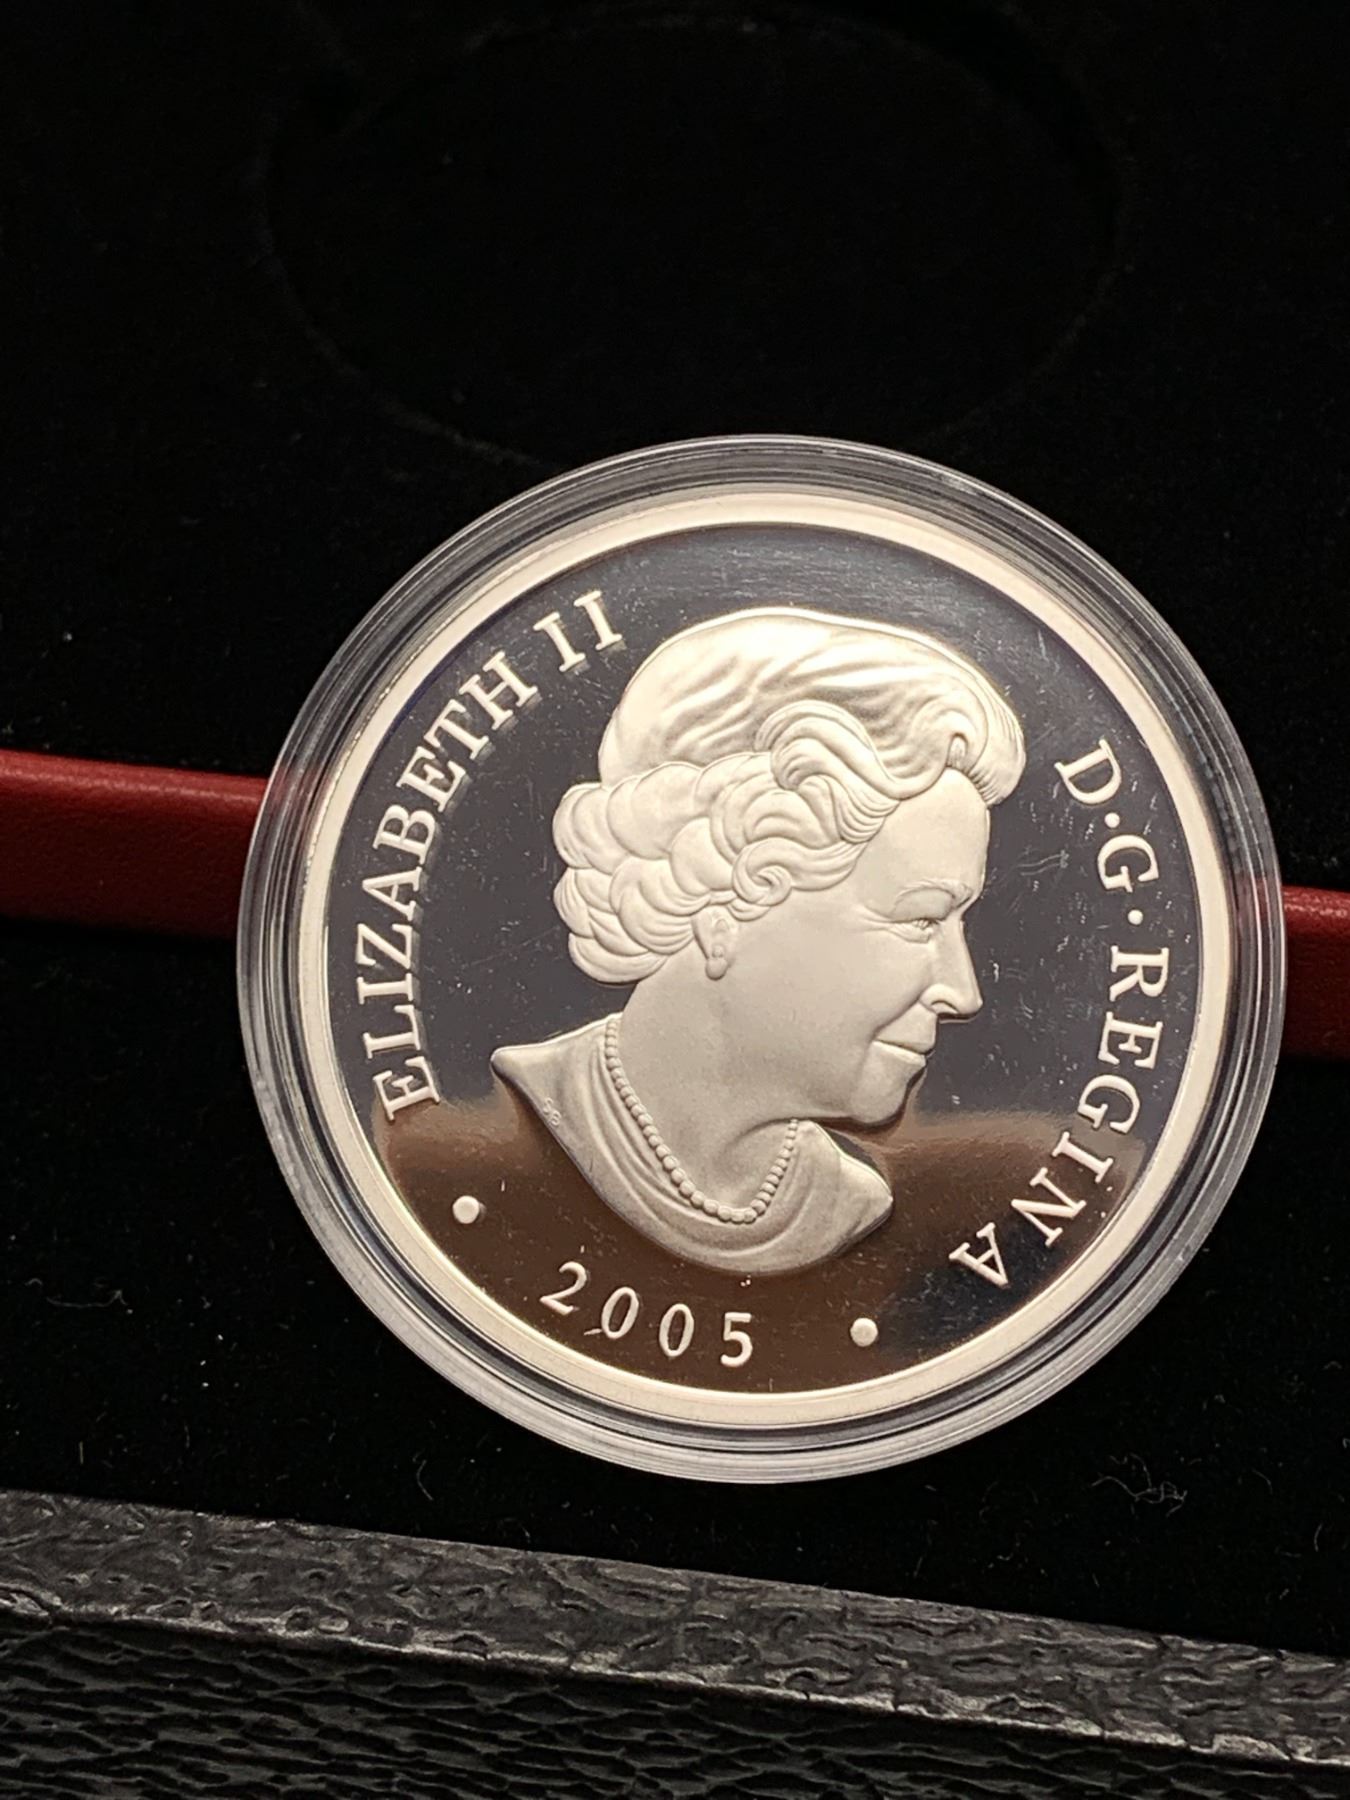 ELIZABETH II
D·G·REGINA
• 2005 •